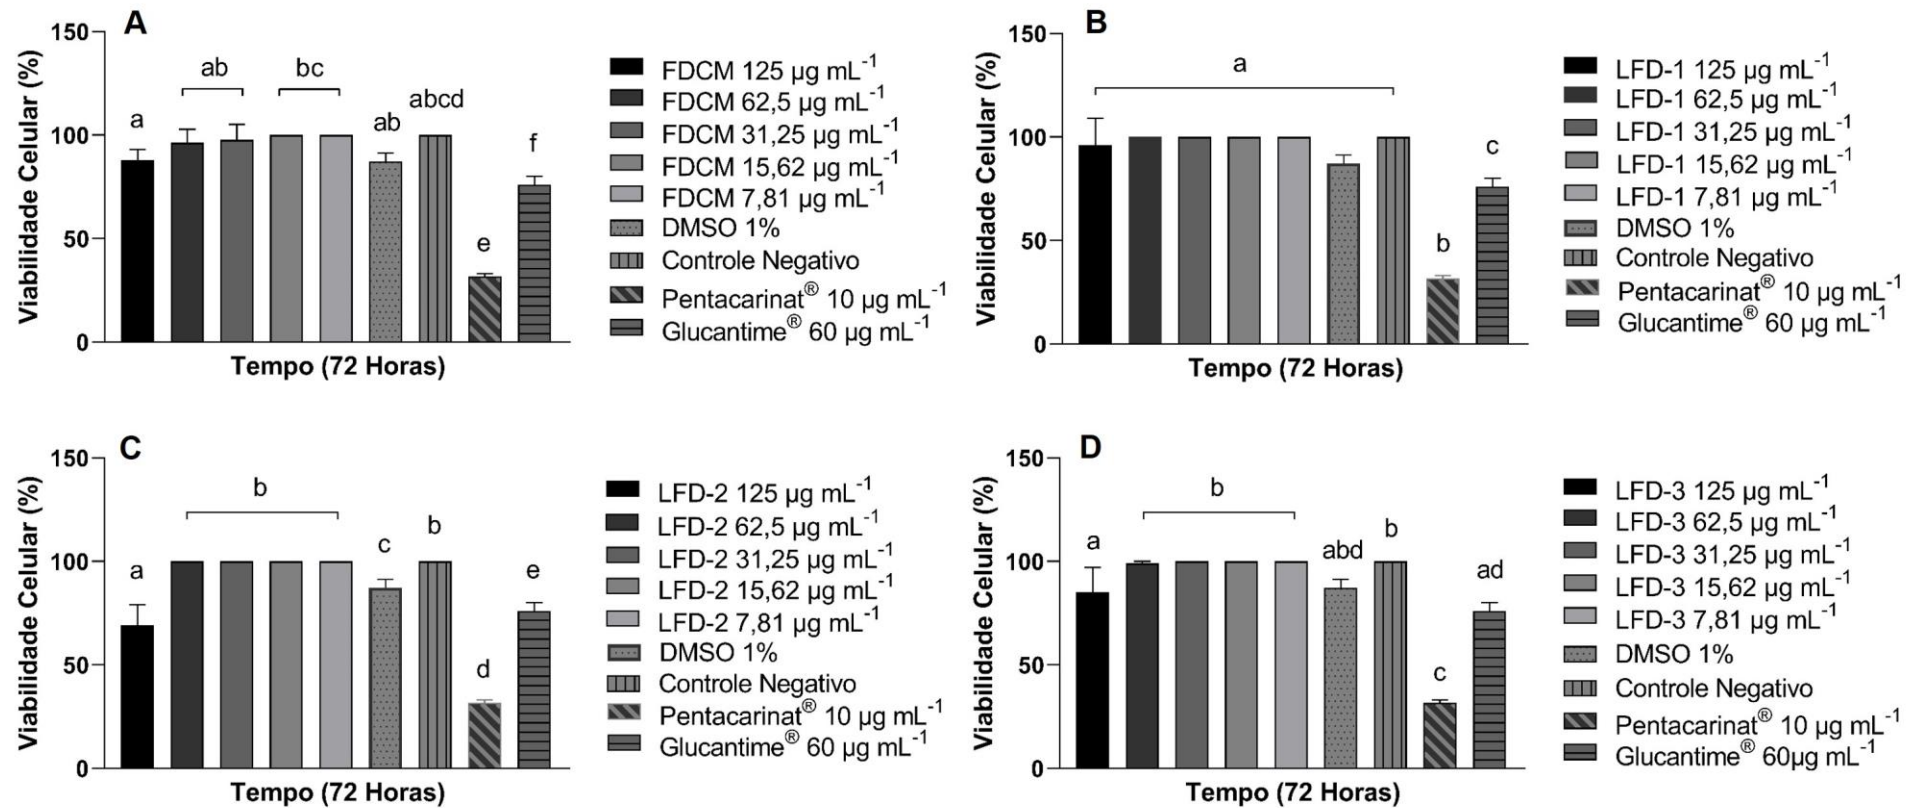 A
Viabilidade Celular (%)
150
100
50
0
a
ab
bc
ab
abcd
e
f
Tempo (72 Horas)
FDCM 125 µg mL⁻¹
FDCM 62,5 µg mL⁻¹
FDCM 31,25 µg mL⁻¹
FDCM 15,62 µg mL⁻¹
FDCM 7,81 µg mL⁻¹
DMSO 1%
Controle Negativo
Pentacarinat® 10 µg mL⁻¹
Glucantime® 60 µg mL⁻¹
B
Viabilidade Celular (%)
150
100
50
0
a
b
c
Tempo (72 Horas)
LFD-1 125 µg mL⁻¹
LFD-1 62,5 µg mL⁻¹
LFD-1 31,25 µg mL⁻¹
LFD-1 15,62 µg mL⁻¹
LFD-1 7,81 µg mL⁻¹
DMSO 1%
Controle Negativo
Pentacarinat® 10 µg mL⁻¹
Glucantime® 60 µg mL⁻¹
C
Viabilidade Celular (%)
150
100
50
0
a
b
c
b
d
e
Tempo (72 Horas)
LFD-2 125 µg mL⁻¹
LFD-2 62,5 µg mL⁻¹
LFD-2 31,25 µg mL⁻¹
LFD-2 15,62 µg mL⁻¹
LFD-2 7,81 µg mL⁻¹
DMSO 1%
Controle Negativo
Pentacarinat® 10 µg mL⁻¹
Glucantime® 60 µg mL⁻¹
D
Viabilidade Celular (%)
150
100
50
0
a
b
abd
b
c
ad
Tempo (72 Horas)
LFD-3 125 µg mL⁻¹
LFD-3 62,5 µg mL⁻¹
LFD-3 31,25 µg mL⁻¹
LFD-3 15,62 µg mL⁻¹
LFD-3 7,81 µg mL⁻¹
DMSO 1%
Controle Negativo
Pentacarinat® 10 µg mL⁻¹
Glucantime® 60µg mL⁻¹